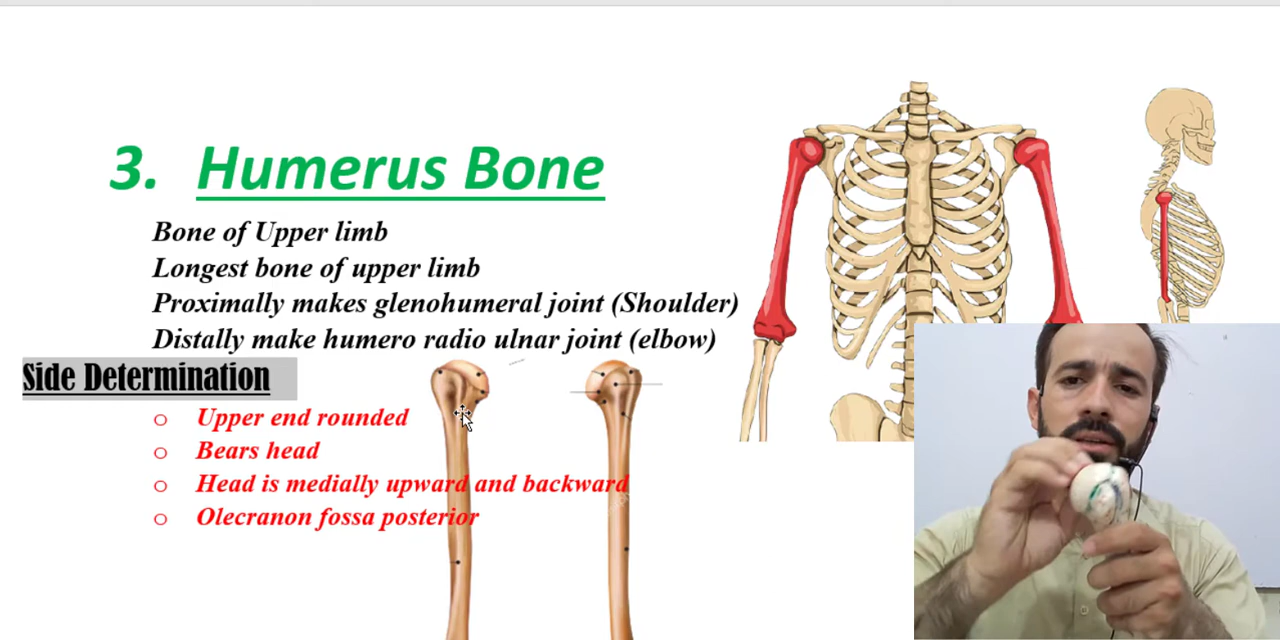 3. Humerus Bone
Bone of Upper limb
Longest bone of upper limb
Proximally makes glenohumeral joint (Shoulder)
Distally make humero radio ulnar joint (elbow)
Side Determination
o Upper end rounded
o Bears head
o Head is medially upward and backward
o Olecranon fossa posterior